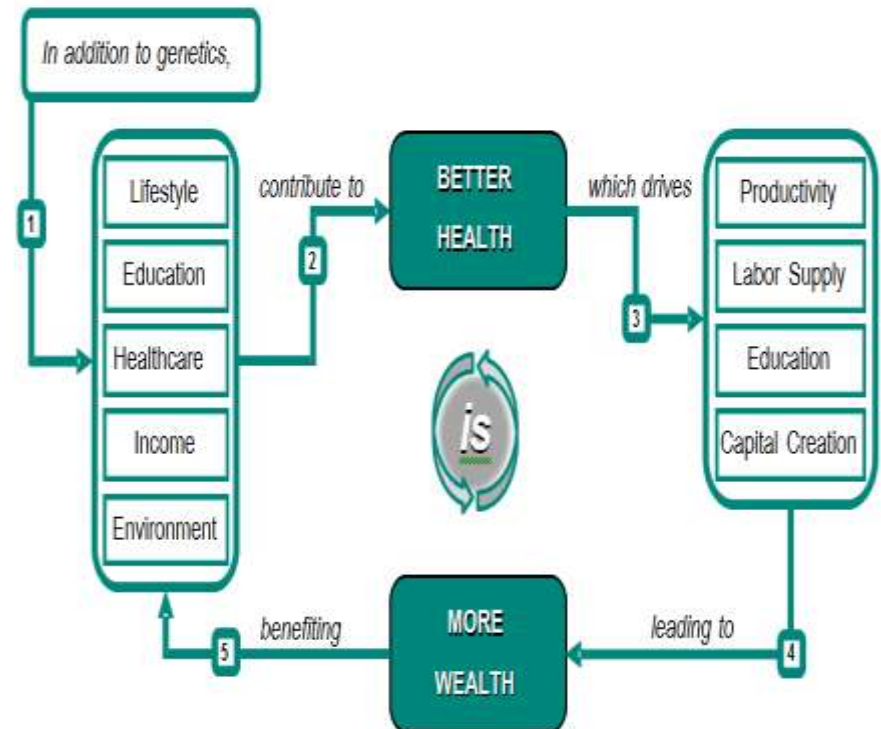 In addition to genetics,
1
Lifestyle
Education
Healthcare
Income
Environment
contribute to
2
BETTER
HEALTH
which drives
3
Productivity
Labor Supply
Education
Capital Creation
is
leading to
4
MORE
WEALTH
benefiting
5